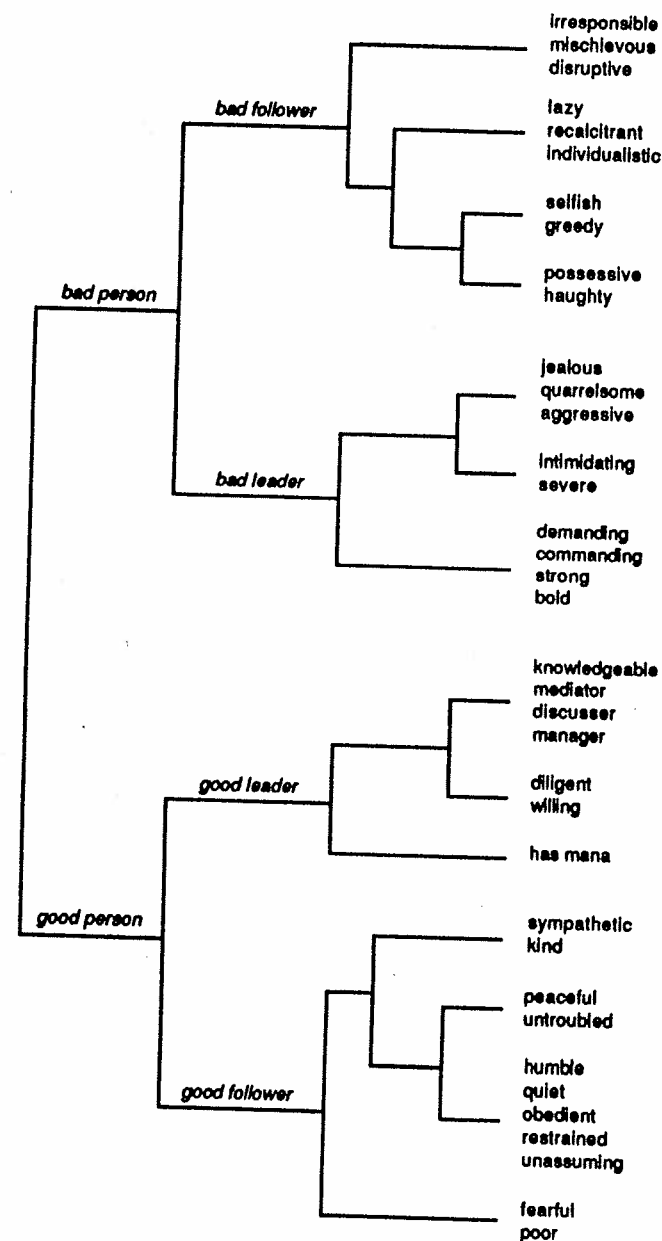 irresponsible
mischievous
disruptive
bad follower
lazy
recalcitrant
individualistic
selfish
greedy
bad person
possessive
haughty
jealous
quarrelsome
aggressive
bad leader
intimidating
severe
demanding
commanding
strong
bold
knowledgeable
mediator
discusser
manager
good leader
diligent
willing
has mana
good person
sympathetic
kind
peaceful
untroubled
good follower
humble
quiet
obedient
restrained
unassuming
fearful
poor